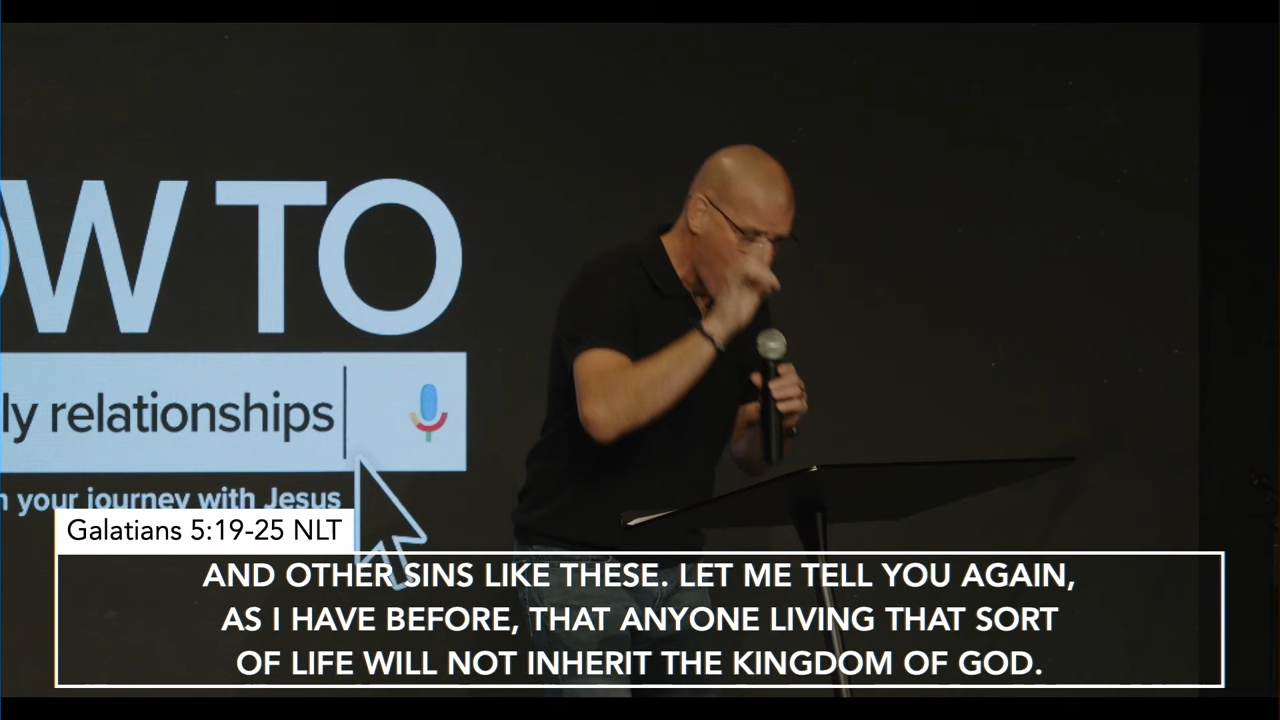 OW TO
ly relationships
your journey with Jesus
Galatians 5:19-25 NLT
AND OTHER SINS LIKE THESE. LET ME TELL YOU AGAIN,
AS I HAVE BEFORE, THAT ANYONE LIVING THAT SORT
OF LIFE WILL NOT INHERIT THE KINGDOM OF GOD.